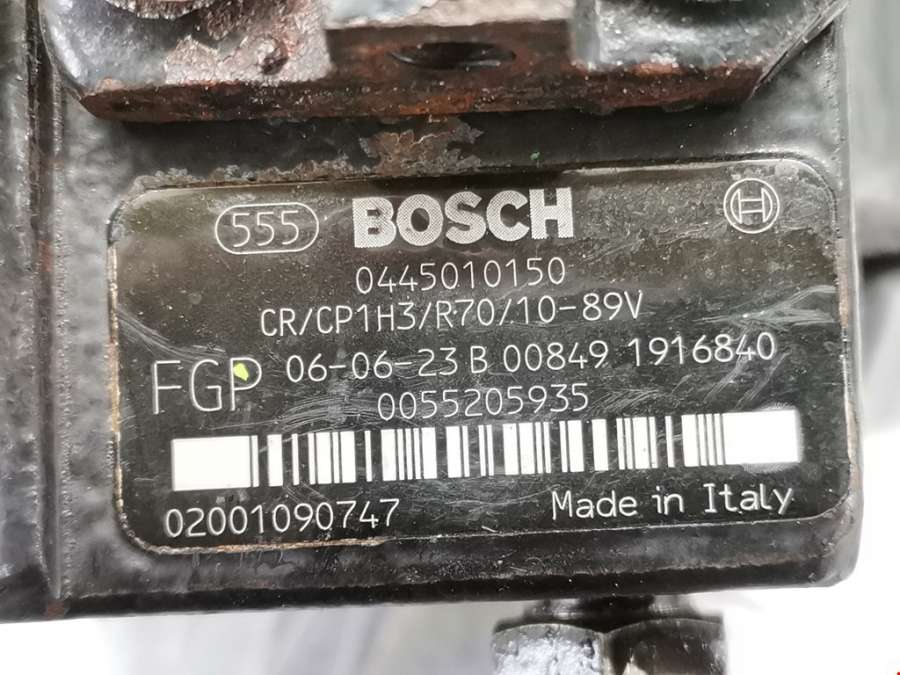 555 BOSCH
0445010150
CR/CP1H3/R70/10-89V
FGP 06-06-23 B 00849 1916840
0055205935
02001090747 Made in Italy